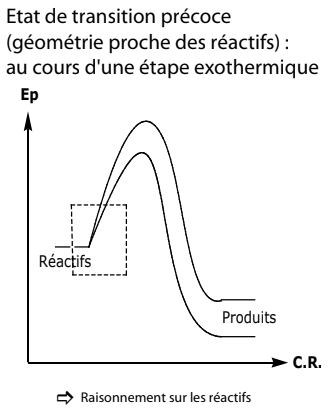 Etat de transition précoce
(géométrie proche des réactifs) :
au cours d'une étape exothermique
Ep
Réactifs
Produits
C.R.
⇨ Raisonnement sur les réactifs